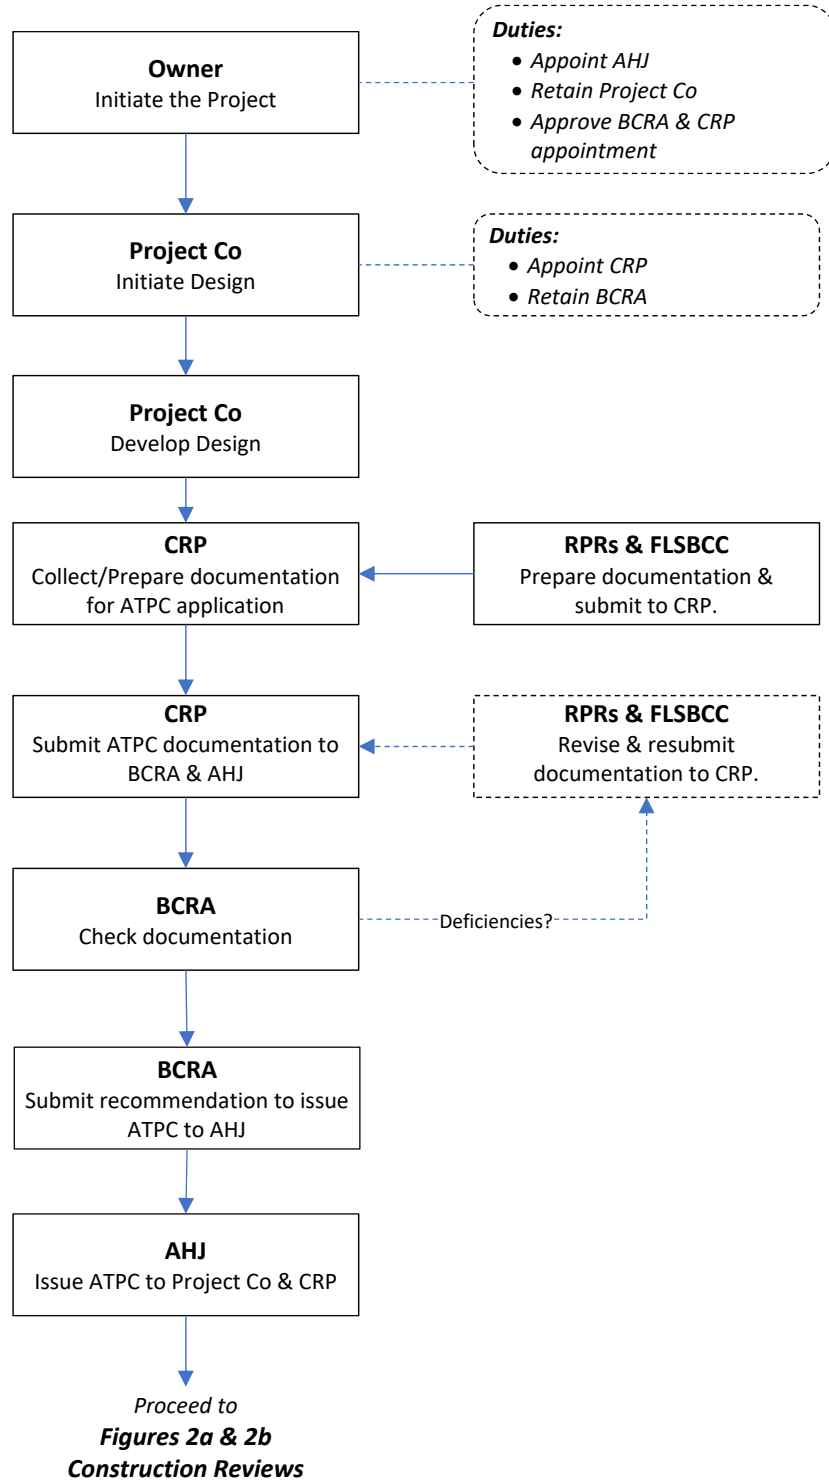 Owner
Initiate the Project
Duties:
• Appoint AHJ
• Retain Project Co
• Approve BCRA & CRP
appointment
Project Co
Initiate Design
Duties:
• Appoint CRP
• Retain BCRA
Project Co
Develop Design
CRP
Collect/Prepare documentation
for ATPC application
RPRs & FLSBCC
Prepare documentation &
submit to CRP.
CRP
Submit ATPC documentation to
BCRA & AHJ
RPRs & FLSBCC
Revise & resubmit
documentation to CRP.
BCRA
Check documentation
Deficiencies?
BCRA
Submit recommendation to issue
ATPC to AHJ
AHJ
Issue ATPC to Project Co & CRP
Proceed to
Figures 2a & 2b
Construction Reviews